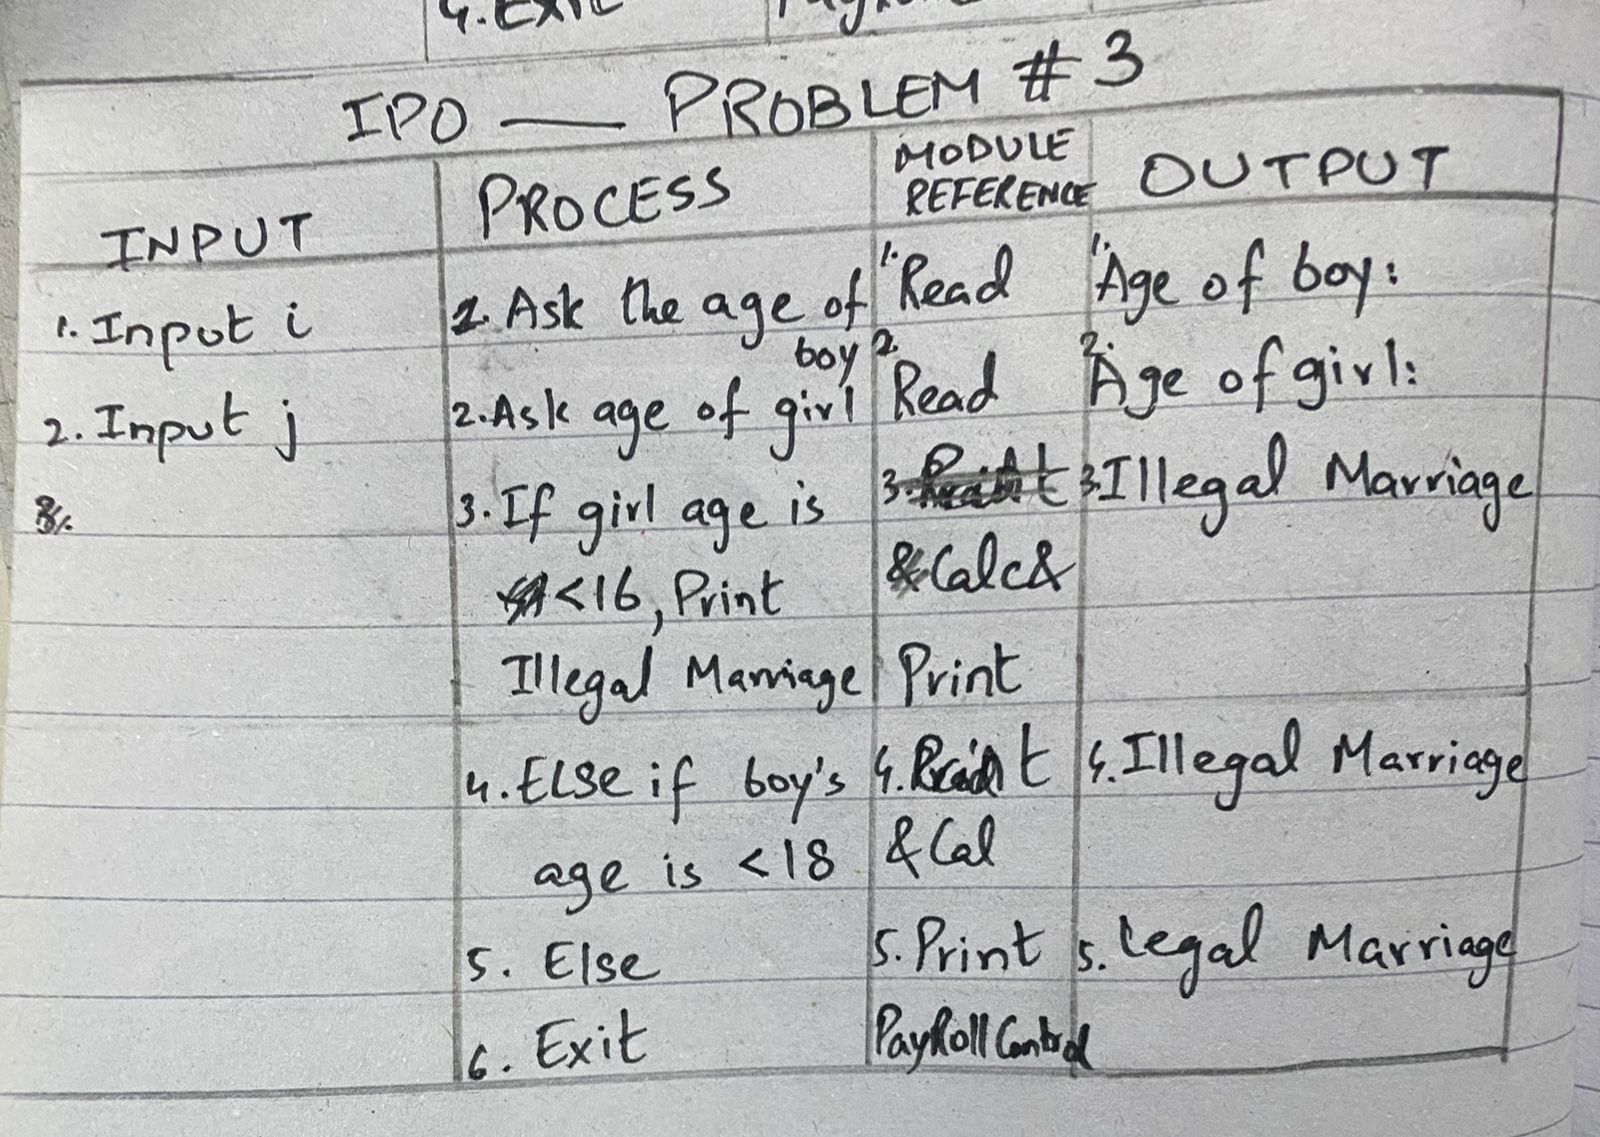 4. Exit
IPO — PROBLEM # 3
INPUT
PROCESS
MODULE
REFERENCE
OUTPUT
1. Input i
1. Ask the age of
boy
1. Read
1. Age of boy:
2. Input j
2. Ask age of girl
2. Read
2. Age of girl:
3. If girl age is
<16, Print
Illegal Marriage
3.
& Calc &
Print
3. Illegal Marriage
4. ELse if boy's
age is <18
4. Print
& Cal
4. Illegal Marriage
5. Else
5. Print
5. legal Marriage
6. Exit
PayRoll Control